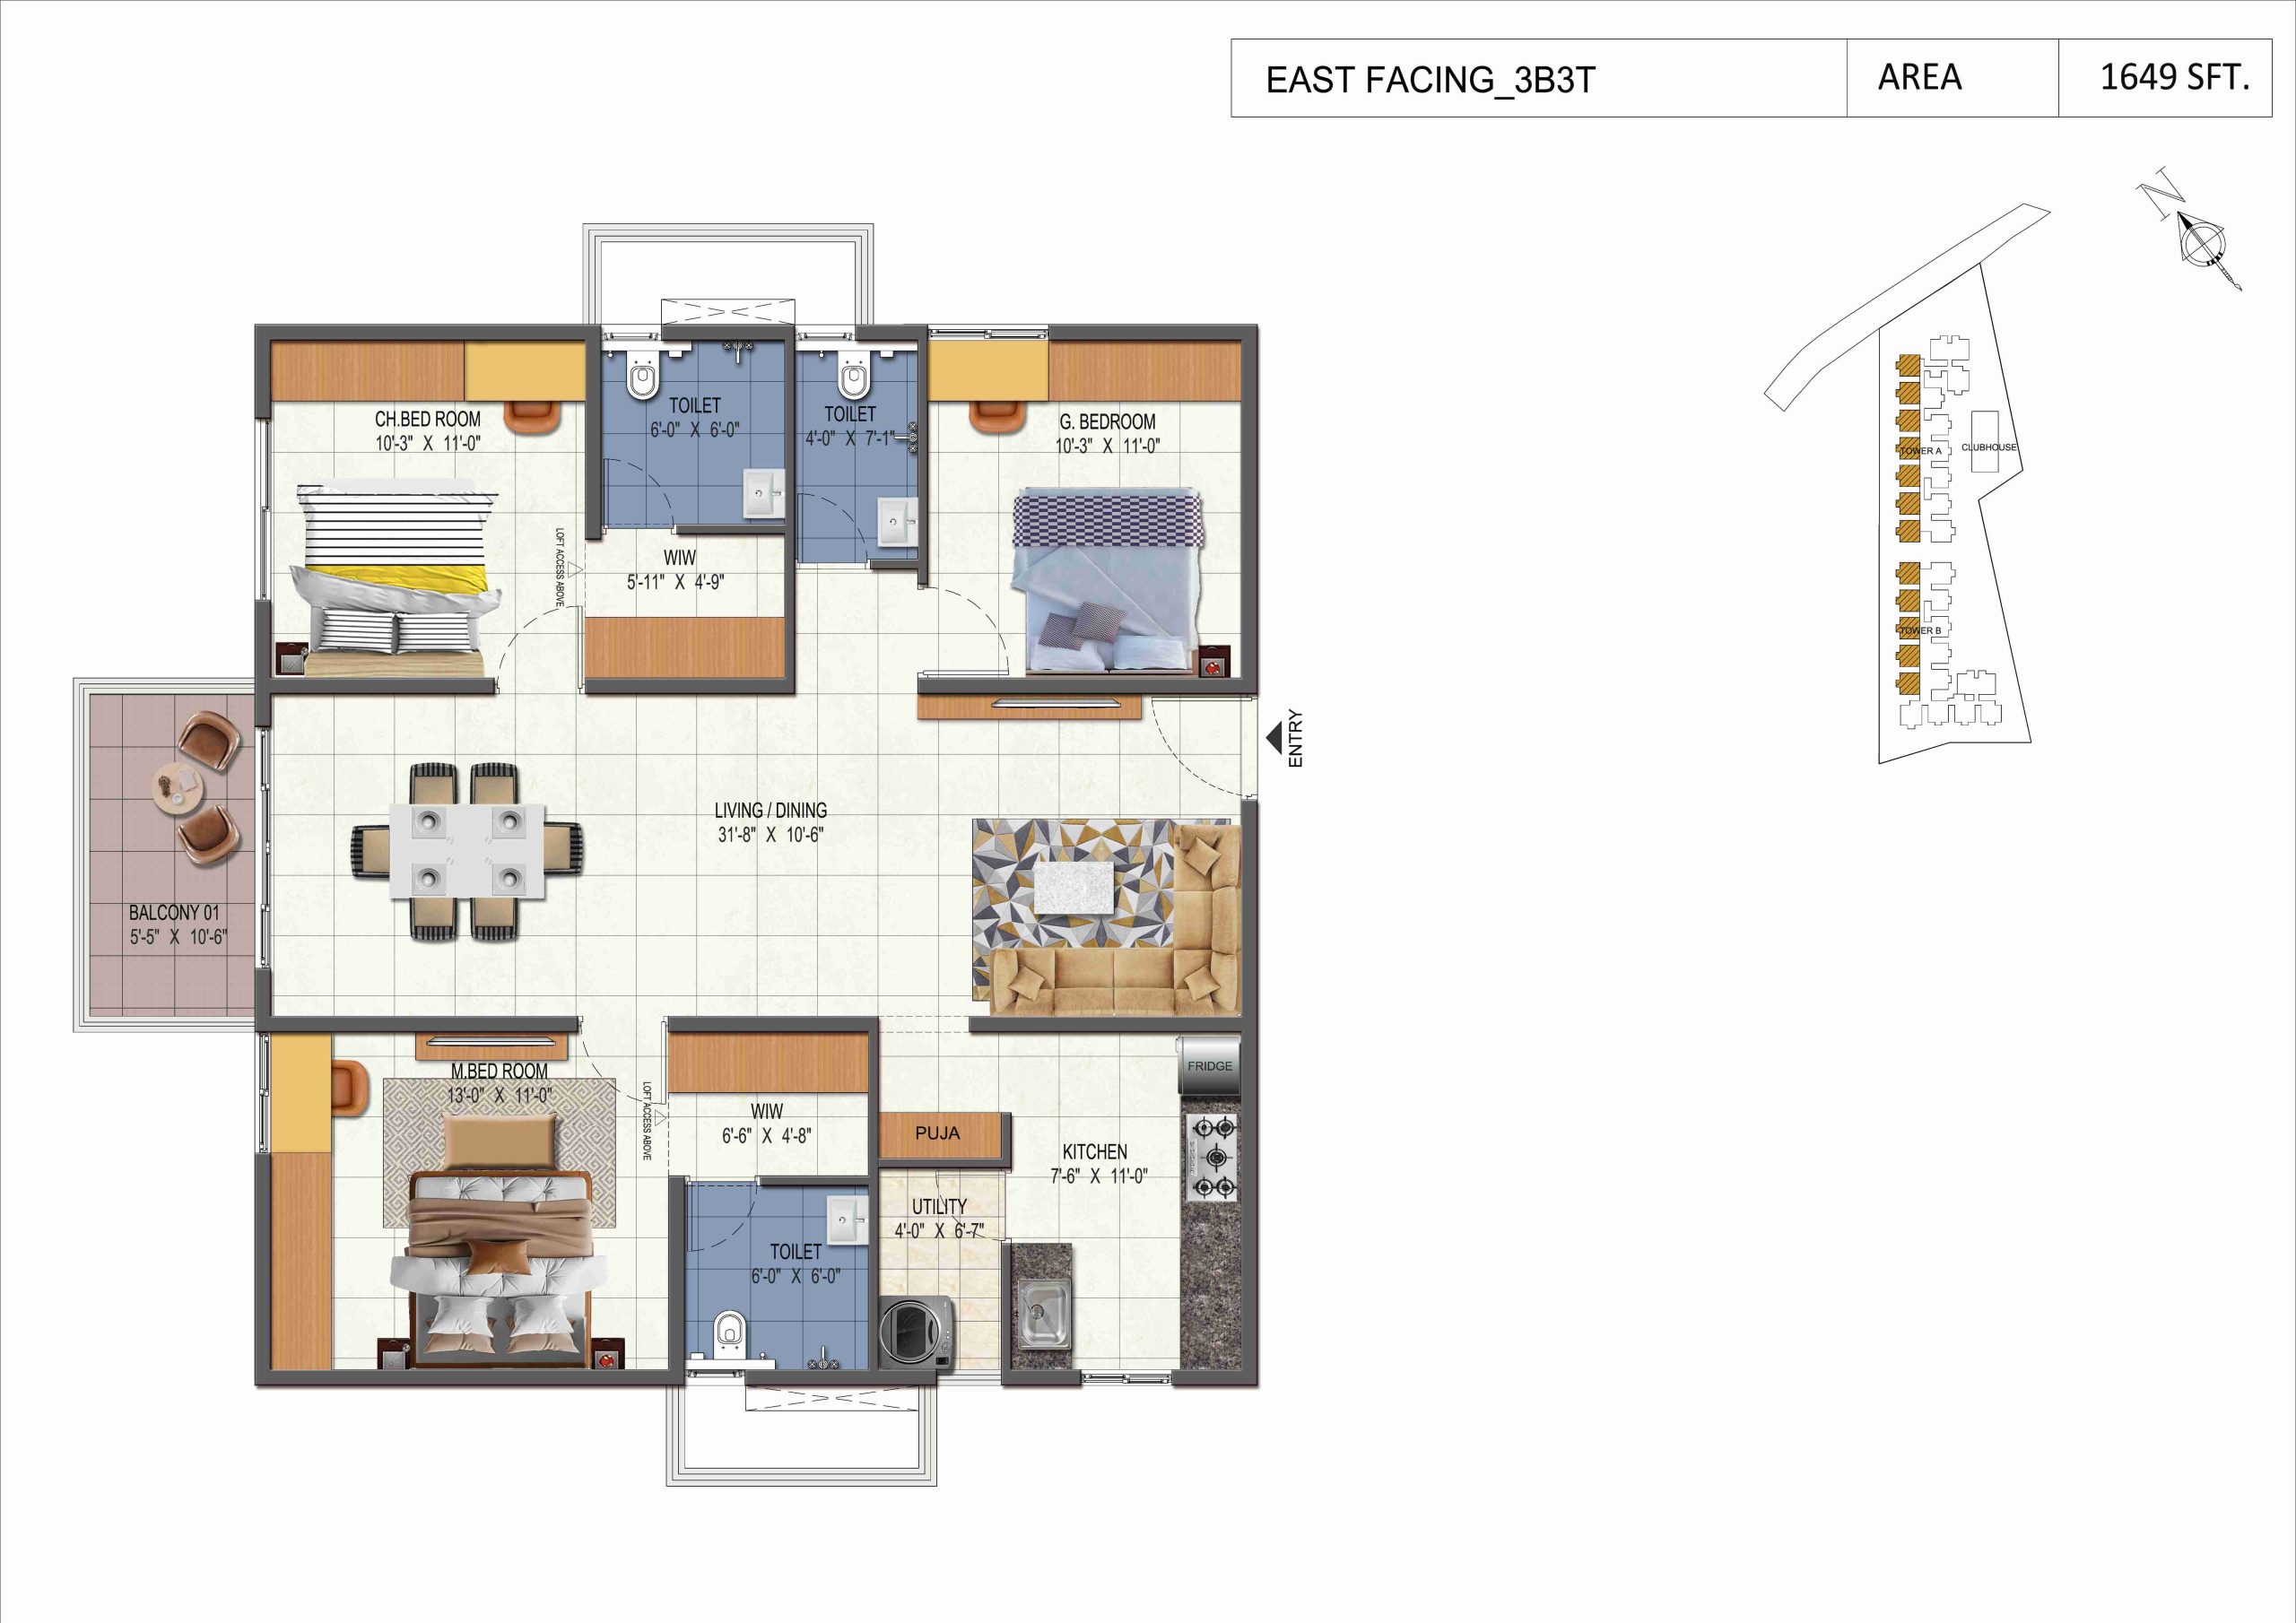 EAST FACING_3B3T
AREA
1649 SFT.
N
CLUBHOUSE
TOWER A
TOWER B
CH.BED ROOM
10'-3" X 11'-0"
TOILET
6'-0" X 6'-0"
TOILET
4'-0" X 7'-1"
G. BEDROOM
10'-3" X 11'-0"
LOFT ACCESS ABOVE
WIW
5'-11" X 4'-9"
ENTRY
LIVING / DINING
31'-8" X 10'-6"
BALCONY 01
5'-5" X 10'-6"
M.BED ROOM
13'-0" X 11'-0"
LOFT ACCESS ABOVE
WIW
6'-6" X 4'-8"
FRIDGE
PUJA
KITCHEN
7'-6" X 11'-0"
UTILITY
4'-0" X 6'-7"
TOILET
6'-0" X 6'-0"